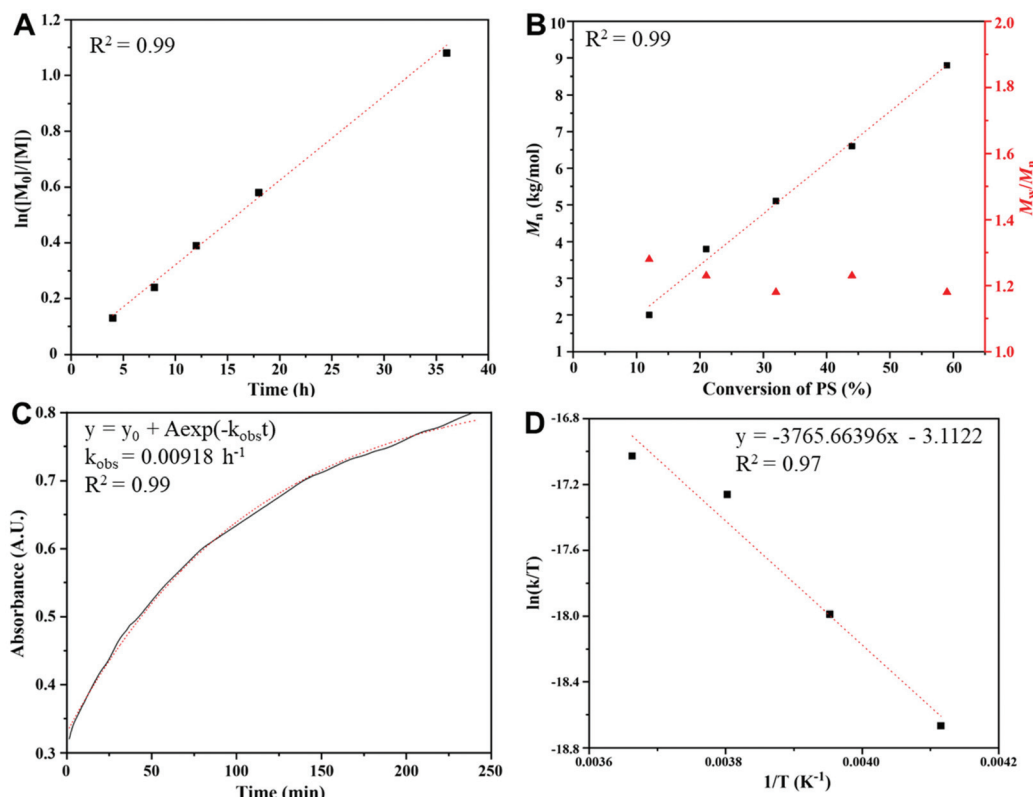 A
R² = 0.99
ln([M₀]/[M])
1.2
1.0
0.8
0.6
0.4
0.2
0
0 5 10 15 20 25 30 35 40
Time (h)
B
R² = 0.99
Mₙ (kg/mol)
10
9
8
7
6
5
4
3
2
1
2.0
1.8
1.6
1.4
1.2
1.0
M_w/Mₙ
10 20 30 40 50 60
Conversion of PS (%)
C
y = y₀ + Aexp(-k_obst)
k_obs = 0.00918 h⁻¹
R² = 0.99
Absorbance (A.U.)
0.8
0.7
0.6
0.5
0.4
0.3
0 50 100 150 200 250
Time (min)
D
y = -3765.66396x - 3.1122
R² = 0.97
ln(k/T)
-16.8
-17.2
-17.6
-18.0
-18.4
-18.8
0.0036 0.0038 0.0040 0.0042
1/T (K⁻¹)